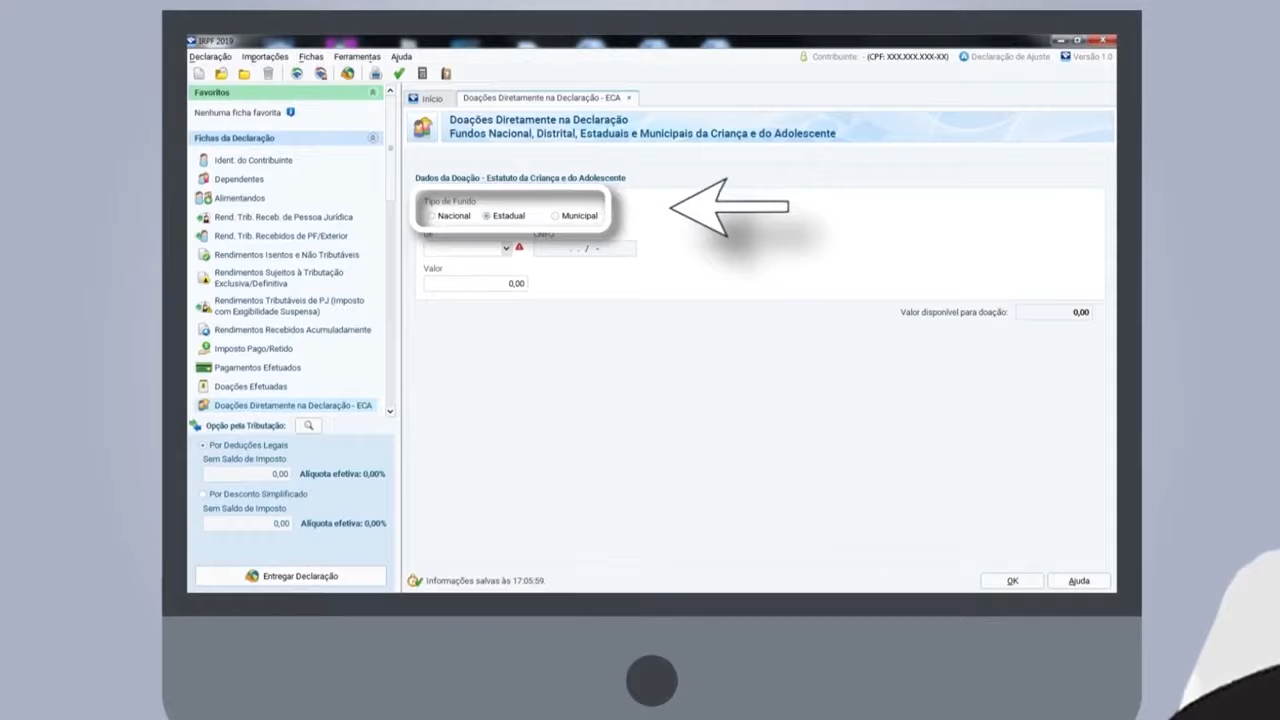 IRPF 2019
Declaração Importações Fichas Ferramentas Ajuda
Contribuinte: - (CPF: XXX.XXX.XXX-XX) Declaração de Ajuste Versão 1.0
Favoritos
Nenhuma ficha favorita
Fichas da Declaração
Ident. do Contribuinte
Dependentes
Alimentandos
Rend. Trib. Receb. de Pessoa Jurídica
Rend. Trib. Recebidos de PF/Exterior
Rendimentos Isentos e Não Tributáveis
Rendimentos Sujeitos à Tributação
Exclusiva/Definitiva
Rendimentos Tributáveis de PJ (Imposto
com Exigibilidade Suspensa)
Rendimentos Recebidos Acumuladamente
Imposto Pago/Retido
Pagamentos Efetuados
Doações Efetuadas
Doações Diretamente na Declaração - ECA
Opção pela Tributação:
Por Deduções Legais
Sem Saldo de Imposto
0,00 Alíquota efetiva: 0,00%
Por Desconto Simplificado
Sem Saldo de Imposto
0,00 Alíquota efetiva: 0,00%
Entregar Declaração
Início Doações Diretamente na Declaração - ECA ×
Doações Diretamente na Declaração
Fundos Nacional, Distrital, Estaduais e Municipais da Criança e do Adolescente
Dados da Doação - Estatuto da Criança e do Adolescente
Tipo de Fundo
Nacional Estadual Municipal
UF CNPJ
. . / -
Valor
0,00
Valor disponível para doação: 0,00
Informações salvas às 17:05:59.
OK Ajuda